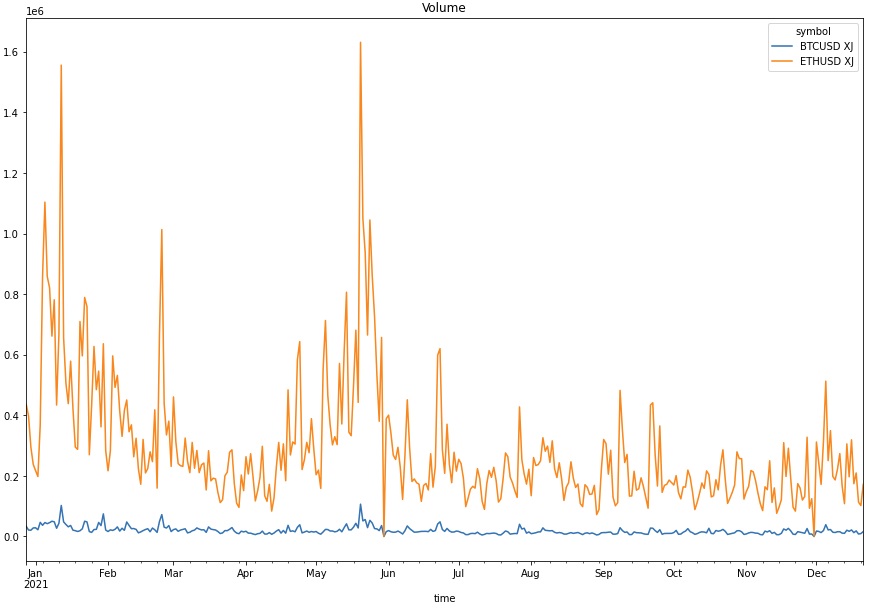 Volume
1e6
symbol
BTCUSD XJ
ETHUSD XJ
1.6
1.4
1.2
1.0
0.8
0.6
0.4
0.2
0.0
Jan Feb Mar Apr May Jun Jul Aug Sep Oct Nov Dec
2021
time